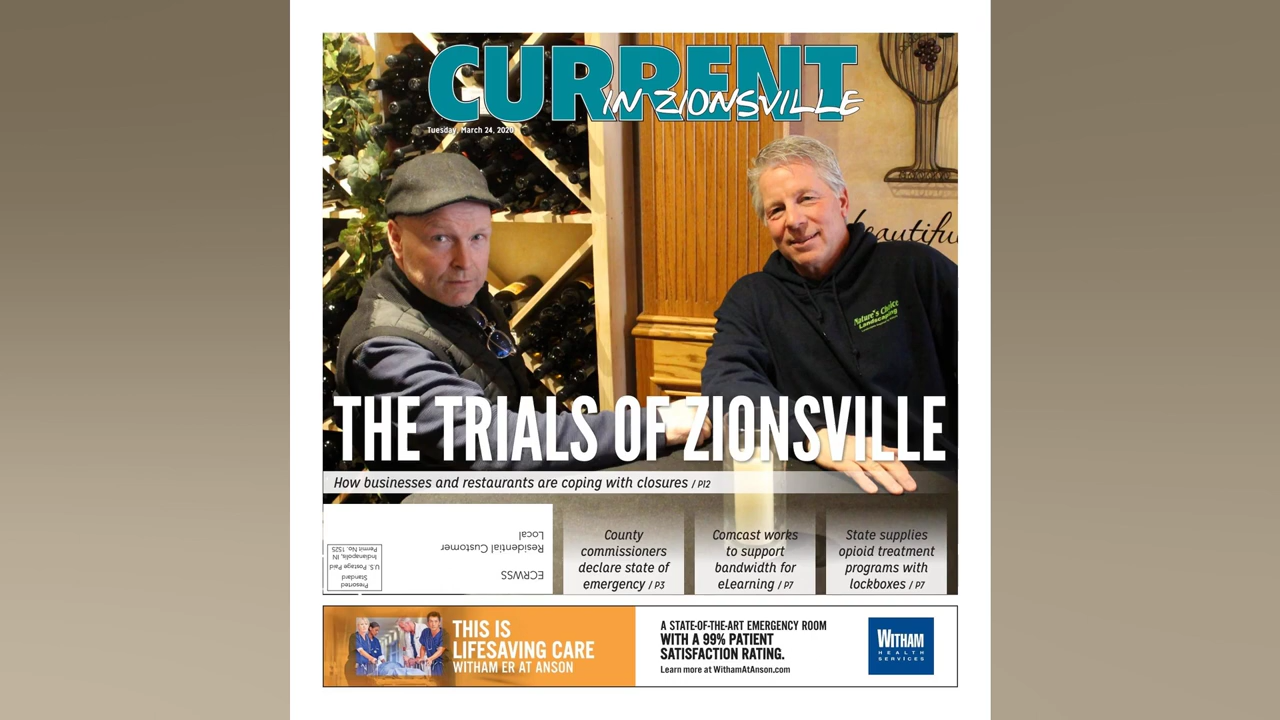 CURRENT
IN ZIONSVILLE
Tuesday, March 24, 2020
beautiful
Nature's Choice
Landscaping
THE TRIALS OF ZIONSVILLE
How businesses and restaurants are coping with closures / P12
Presorted
Standard
U.S. Postage Paid
Indianapolis, IN
Permit No. 1525
ECRWSS
Residential Customer
Local
County
commissioners
declare state of
emergency / P3
Comcast works
to support
bandwidth for
eLearning / P7
State supplies
opioid treatment
programs with
lockboxes / P7
THIS IS
LIFESAVING CARE
WITHAM ER AT ANSON
A STATE-OF-THE-ART EMERGENCY ROOM
WITH A 99% PATIENT
SATISFACTION RATING.
Learn more at WithamAtAnson.com
WITHAM
HEALTH
SERVICES